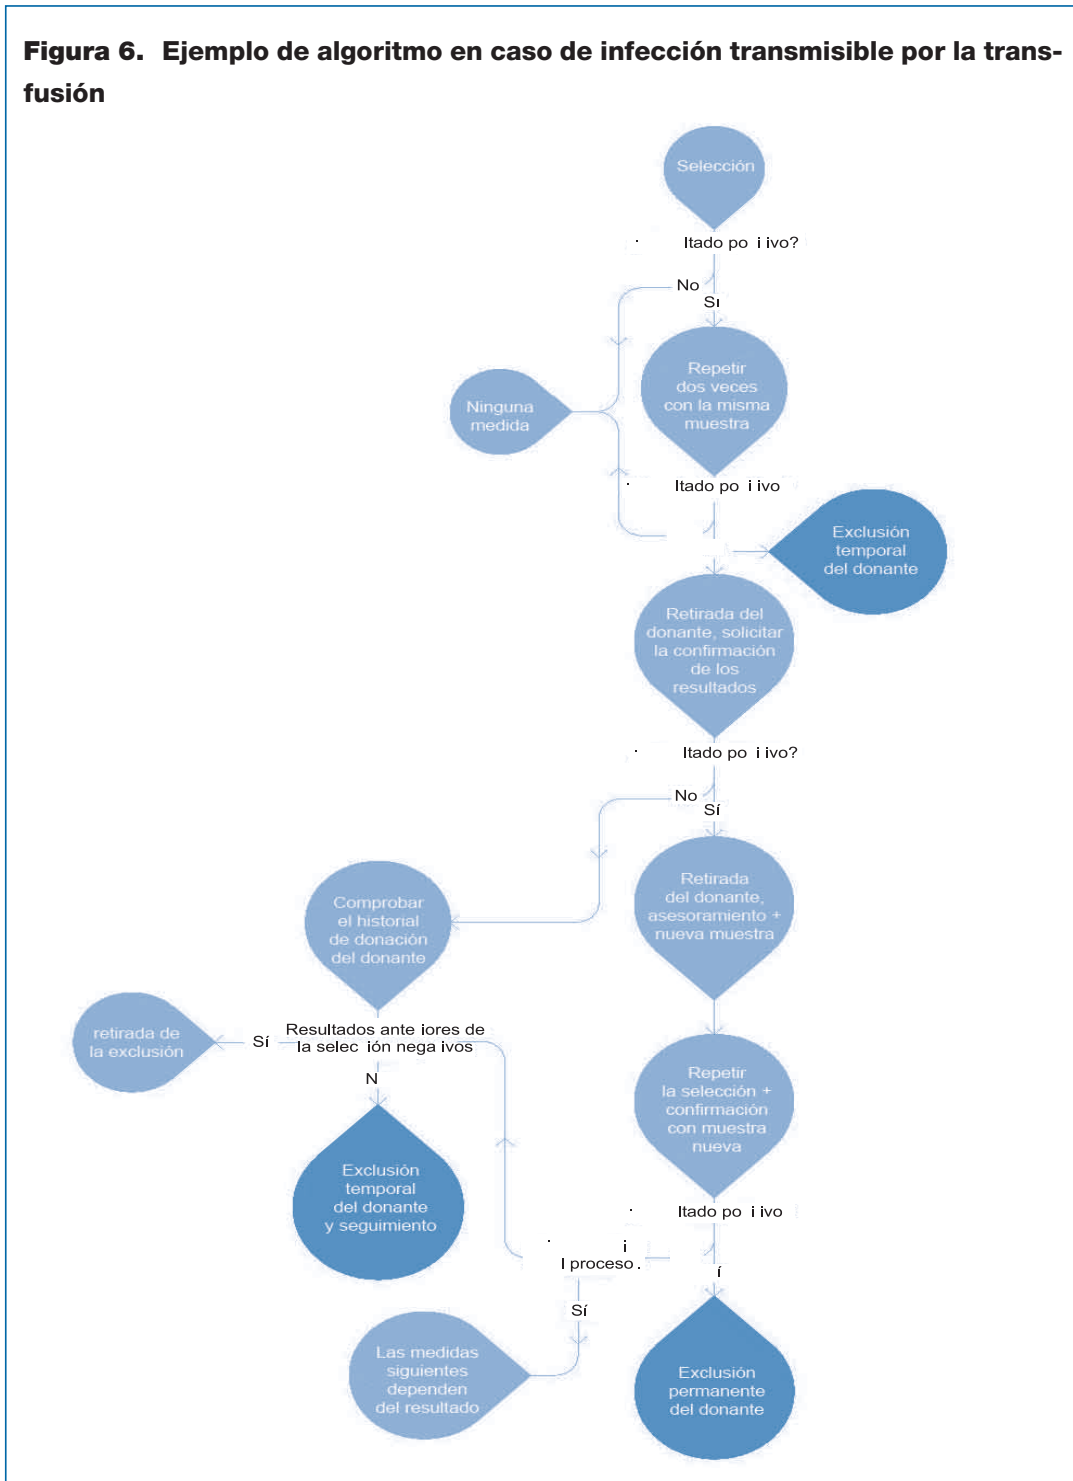 Figura 6. Ejemplo de algoritmo en caso de infección transmisible por la trans-
fusión
Selección
ltado po i ivo?
No
Sí
Repetir
dos veces
con la misma
muestra
Ninguna
medida
ltado po i ivo
Exclusión
temporal
del donante
Retirada del
donante, solicitar
la confirmación
de los
resultados
ltado po i ivo?
No
Sí
Retirada
del donante,
asesoramiento +
nueva muestra
Comprobar
el historial
de donación
del donante
retirada de
la exclusión
Sí
Resultados ante iores de
la selec ión nega ivos
N
Repetir
la selección +
confirmación
con muestra
nueva
Exclusión
temporal
del donante
y seguimiento
ltado po i ivo
i
l proceso.
í
Sí
Las medidas
siguientes
dependen
del resultado
Exclusión
permanente
del donante